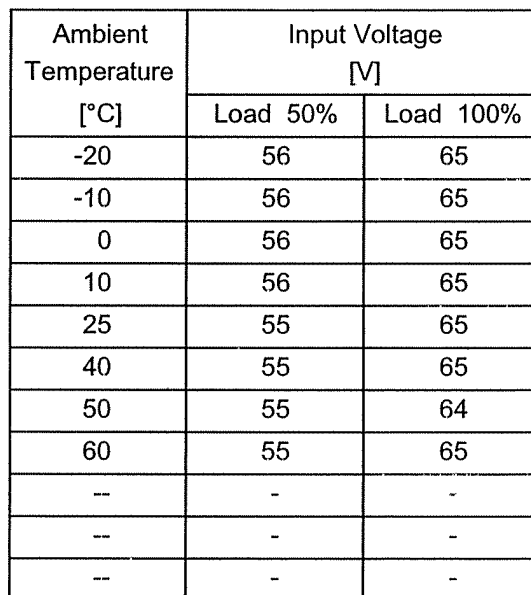 Ambient Temperature [°C] Input Voltage [V]
Load 50% Load 100%
-20 56 65
-10 56 65
0 56 65
10 56 65
25 55 65
40 55 65
50 55 64
60 55 65
-- - -
-- - -
-- - -